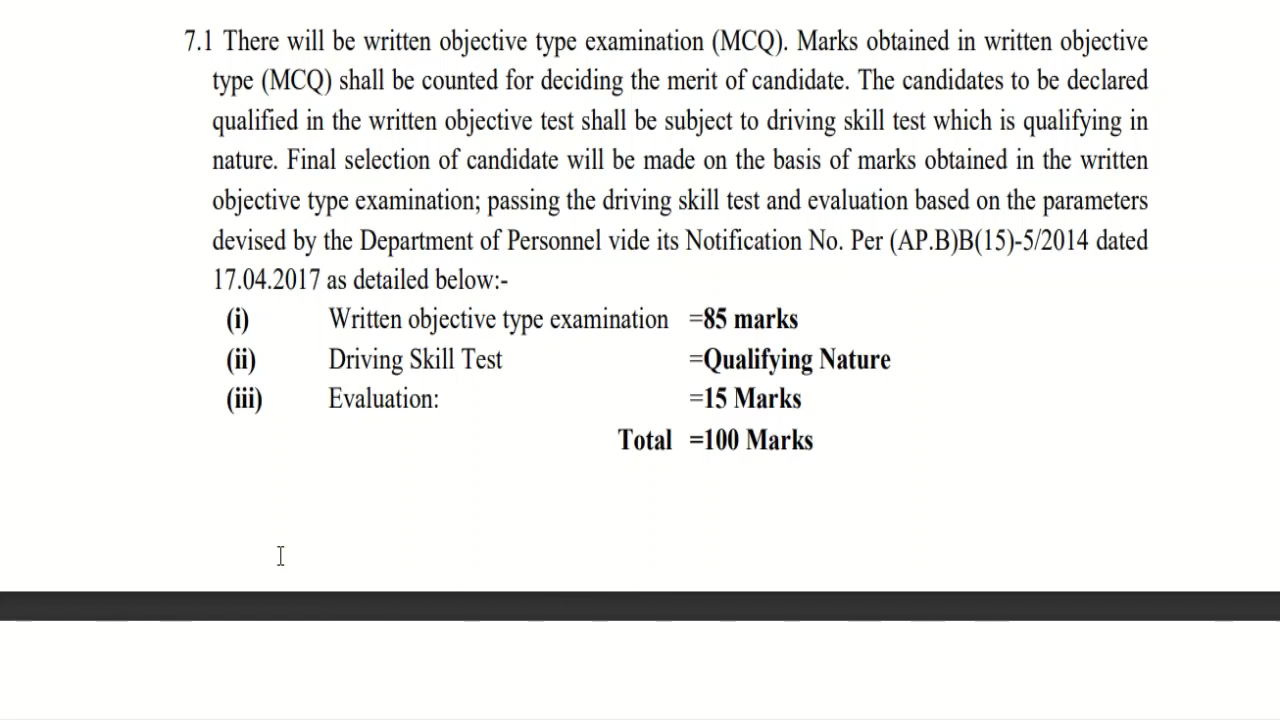 7.1 There will be written objective type examination (MCQ). Marks obtained in written objective
type (MCQ) shall be counted for deciding the merit of candidate. The candidates to be declared
qualified in the written objective test shall be subject to driving skill test which is qualifying in
nature. Final selection of candidate will be made on the basis of marks obtained in the written
objective type examination; passing the driving skill test and evaluation based on the parameters
devised by the Department of Personnel vide its Notification No. Per (AP.B)B(15)-5/2014 dated
17.04.2017 as detailed below:-
(i) Written objective type examination =85 marks
(ii) Driving Skill Test =Qualifying Nature
(iii) Evaluation: =15 Marks
Total =100 Marks